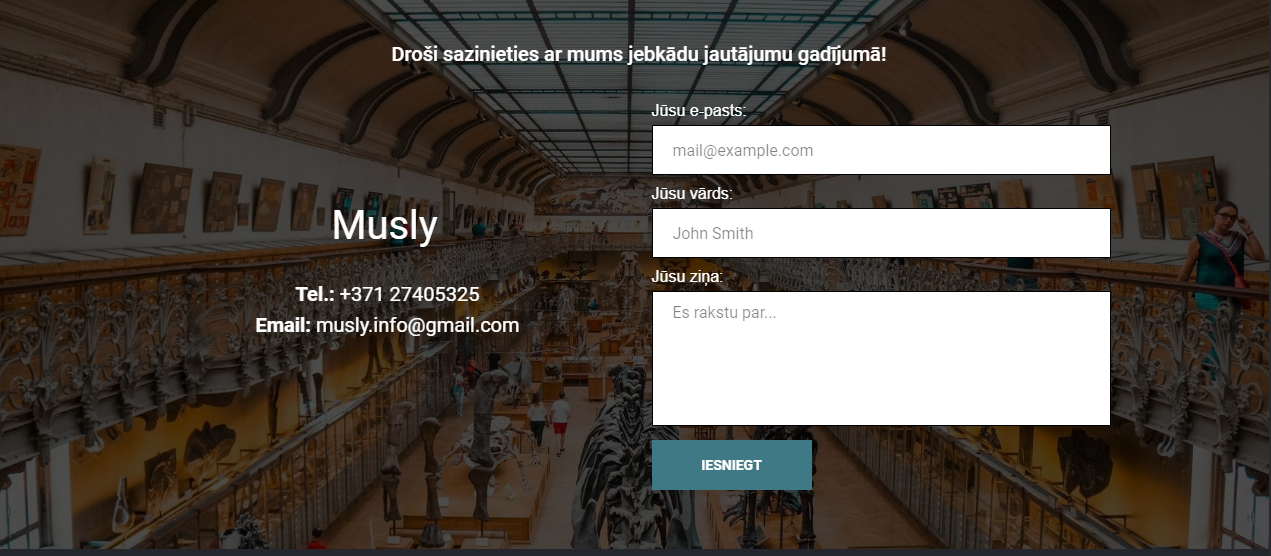 Droši sazinieties ar mums jebkādu jautājumu gadījumā!
Musly
Tel.: +371 27405325
Email: musly.info@gmail.com
Jūsu e-pasts:
mail@example.com
Jūsu vārds:
John Smith
Jūsu ziņa:
Es rakstu par...
IESNIEGT